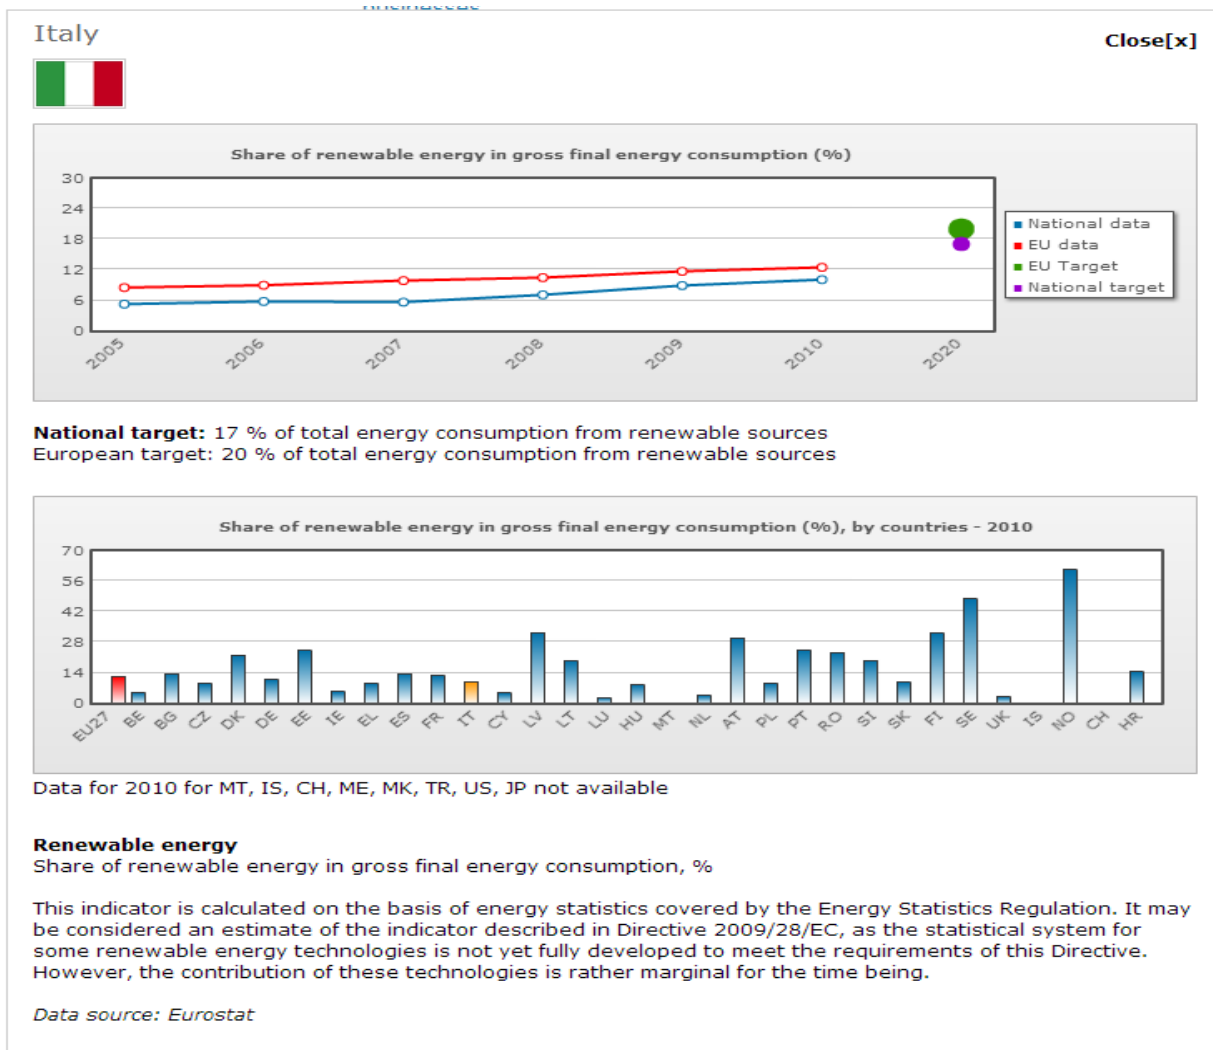 Italy
Close[x]
Share of renewable energy in gross final energy consumption (%)
30
24
18
12
6
0
2005 2006 2007 2008 2009 2010 2020
National data
EU data
EU Target
National target
National target: 17 % of total energy consumption from renewable sources
European target: 20 % of total energy consumption from renewable sources
Share of renewable energy in gross final energy consumption (%), by countries - 2010
70
56
42
28
14
0
EU27 BE BG CZ DK DE EE IE EL ES FR IT CY LV LT LU HU MT NL AT PL PT RO SI SK FI SE UK IS NO CH HR
Data for 2010 for MT, IS, CH, ME, MK, TR, US, JP not available
Renewable energy
Share of renewable energy in gross final energy consumption, %
This indicator is calculated on the basis of energy statistics covered by the Energy Statistics Regulation. It may
be considered an estimate of the indicator described in Directive 2009/28/EC, as the statistical system for
some renewable energy technologies is not yet fully developed to meet the requirements of this Directive.
However, the contribution of these technologies is rather marginal for the time being.
Data source: Eurostat